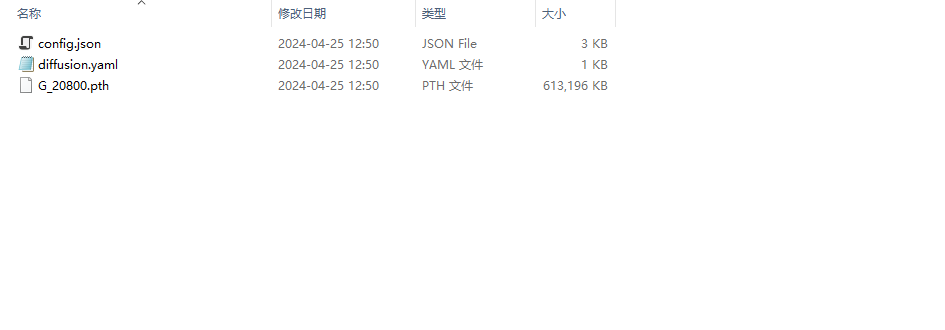 名称 修改日期 类型 大小
config.json 2024-04-25 12:50 JSON File 3 KB
diffusion.yaml 2024-04-25 12:50 YAML 文件 1 KB
G_20800.pth 2024-04-25 12:50 PTH 文件 613,196 KB